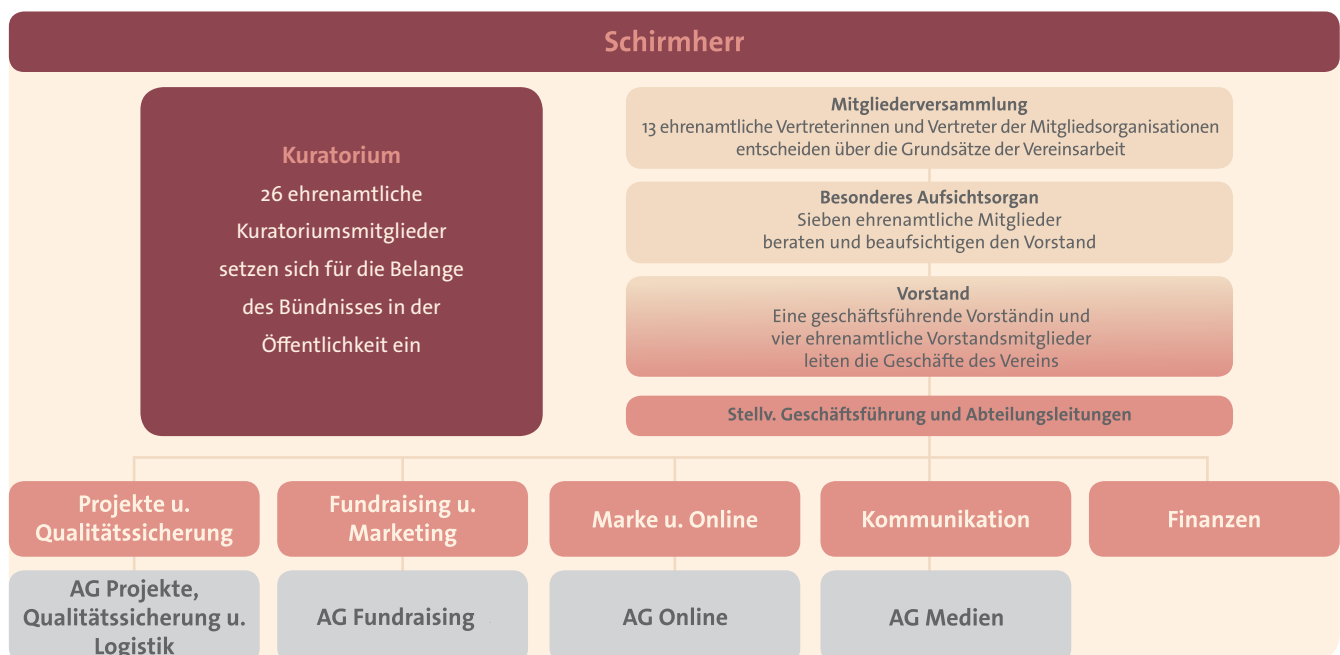 Schirmherr
Kuratorium
26 ehrenamtliche
Kuratoriumsmitglieder
setzen sich für die Belange
des Bündnisses in der
Öffentlichkeit ein
Mitgliederversammlung
13 ehrenamtliche Vertreterinnen und Vertreter der Mitgliedsorganisationen
entscheiden über die Grundsätze der Vereinsarbeit
Besonderes Aufsichtsorgan
Sieben ehrenamtliche Mitglieder
beraten und beaufsichtigen den Vorstand
Vorstand
Eine geschäftsführende Vorständin und
vier ehrenamtliche Vorstandsmitglieder
leiten die Geschäfte des Vereins
Stellv. Geschäftsführung und Abteilungsleitungen
Projekte u.
Qualitätssicherung
Fundraising u.
Marketing
Marke u. Online
Kommunikation
Finanzen
AG Projekte,
Qualitätssicherung u.
Logistik
AG Fundraising
AG Online
AG Medien